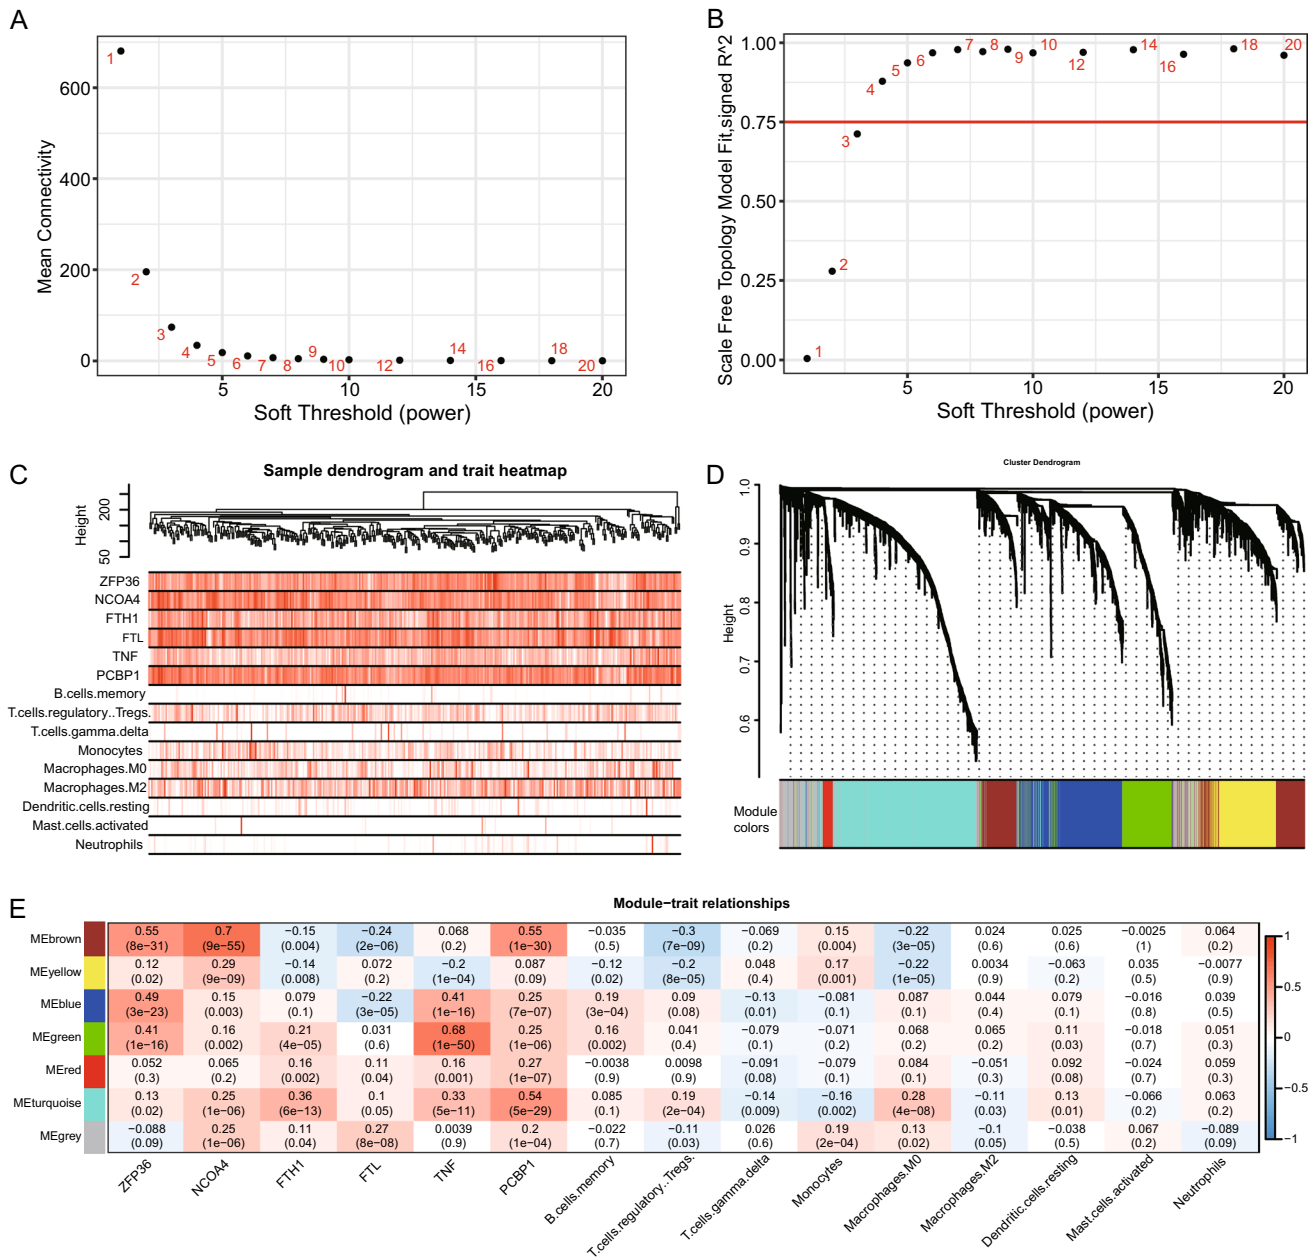 A
Mean Connectivity
600
400
200
0
1
2
3
4
5
6
7
8
9
10
12
14
16
18
20
5
10
15
20
Soft Threshold (power)
B
Scale Free Topology Model Fit,signed R^2
1.00
0.75
0.50
0.25
0.00
1
2
3
4
5
6
7
8
9
10
12
14
16
18
20
5
10
15
20
Soft Threshold (power)
C
Sample dendrogram and trait heatmap
Height
200
50
ZFP36
NCOA4
FTH1
FTL
TNF
PCBP1
B.cells.memory
T.cells.regulatory..Tregs.
T.cells.gamma.delta
Monocytes
Macrophages.M0
Macrophages.M2
Dendritic.cells.resting
Mast.cells.activated
Neutrophils
D
Cluster Dendrogram
Height
1.0
0.9
0.8
0.7
0.6
Module
colors
E
Module−trait relationships
MEbrown
0.55 0.7 −0.15 −0.24 0.068 0.55 −0.035 −0.3 −0.069 0.15 −0.22 0.024 0.025 −0.0025 0.064
(8e−31) (9e−55) (0.004) (2e−06) (0.2) (1e−30) (0.5) (7e−09) (0.2) (0.004) (3e−05) (0.6) (0.6) (1) (0.2)
MEyellow
0.12 0.29 −0.14 0.072 −0.2 0.087 −0.12 −0.2 0.048 0.17 −0.22 0.0034 −0.063 0.035 −0.0077
(0.02) (9e−09) (0.008) (0.2) (1e−04) (0.09) (0.02) (8e−05) (0.4) (0.001) (1e−05) (0.9) (0.2) (0.5) (0.9)
MEblue
0.49 0.15 0.079 −0.22 0.41 0.25 0.19 0.09 −0.13 −0.081 0.087 0.044 0.079 −0.016 0.039
(3e−23) (0.003) (0.1) (3e−05) (1e−16) (7e−07) (3e−04) (0.08) (0.01) (0.1) (0.1) (0.4) (0.1) (0.8) (0.5)
MEgreen
0.41 0.16 0.21 0.031 0.68 0.25 0.16 0.041 −0.079 −0.071 0.068 0.065 0.11 −0.018 0.051
(1e−16) (0.002) (4e−05) (0.6) (1e−50) (1e−06) (0.002) (0.4) (0.1) (0.2) (0.2) (0.2) (0.03) (0.7) (0.3)
MEred
0.052 0.065 0.16 0.11 0.16 0.27 −0.0038 0.0098 −0.091 −0.079 0.084 −0.051 0.092 −0.024 0.059
(0.3) (0.2) (0.002) (0.04) (0.001) (1e−07) (0.9) (0.9) (0.08) (0.1) (0.1) (0.3) (0.08) (0.7) (0.3)
MEturquoise
0.13 0.25 0.36 0.1 0.33 0.54 0.085 0.19 −0.14 −0.16 0.28 −0.11 0.13 −0.066 0.063
(0.02) (1e−06) (6e−13) (0.05) (5e−11) (5e−29) (0.1) (2e−04) (0.009) (0.002) (4e−08) (0.03) (0.01) (0.2) (0.2)
MEgrey
−0.088 0.25 0.11 0.27 0.0039 0.2 −0.022 −0.11 0.026 0.19 0.13 −0.1 −0.038 0.067 −0.089
(0.09) (1e−06) (0.04) (8e−08) (0.9) (1e−04) (0.7) (0.03) (0.6) (2e−04) (0.02) (0.05) (0.5) (0.2) (0.09)
ZFP36
NCOA4
FTH1
FTL
TNF
PCBP1
B.cells.memory
T.cells.regulatory..Tregs.
T.cells.gamma.delta
Monocytes
Macrophages.M0
Macrophages.M2
Dendritic.cells.resting
Mast.cells.activated
Neutrophils
1
0.5
0
−0.5
−1